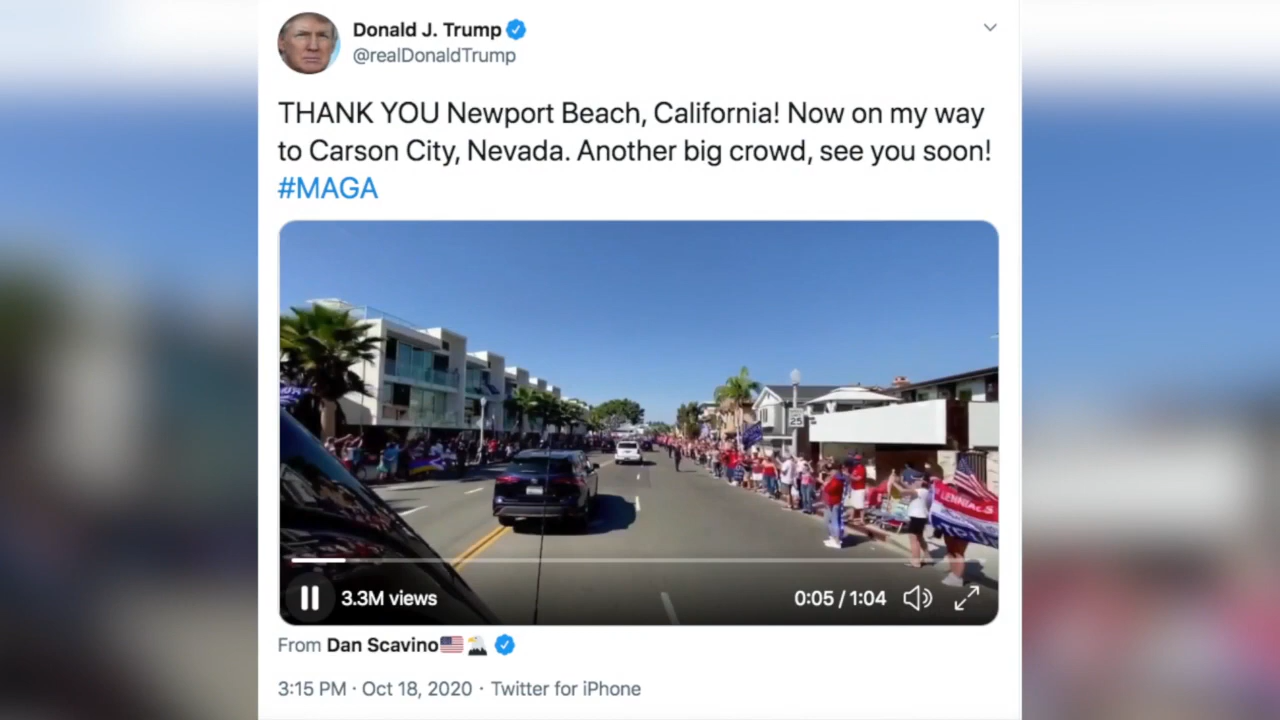 Donald J. Trump
@realDonaldTrump
THANK YOU Newport Beach, California! Now on my way
to Carson City, Nevada. Another big crowd, see you soon!
#MAGA
25
LENNIALS
3.3M views
0:05 / 1:04
From Dan Scavino🇺🇸🦅
3:15 PM · Oct 18, 2020 · Twitter for iPhone